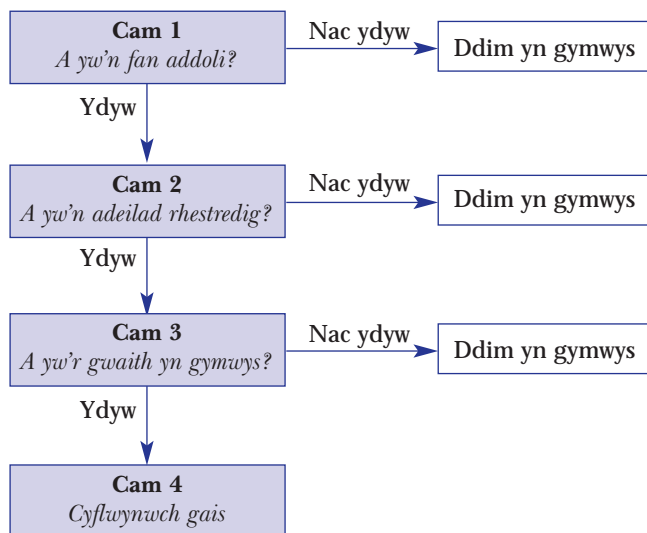 Cam 1
A yw'n fan addoli?
Nac ydyw
Ddim yn gymwys
Ydyw
Cam 2
A yw'n adeilad rhestredig?
Nac ydyw
Ddim yn gymwys
Ydyw
Cam 3
A yw'r gwaith yn gymwys?
Nac ydyw
Ddim yn gymwys
Ydyw
Cam 4
Cyflwynwch gais